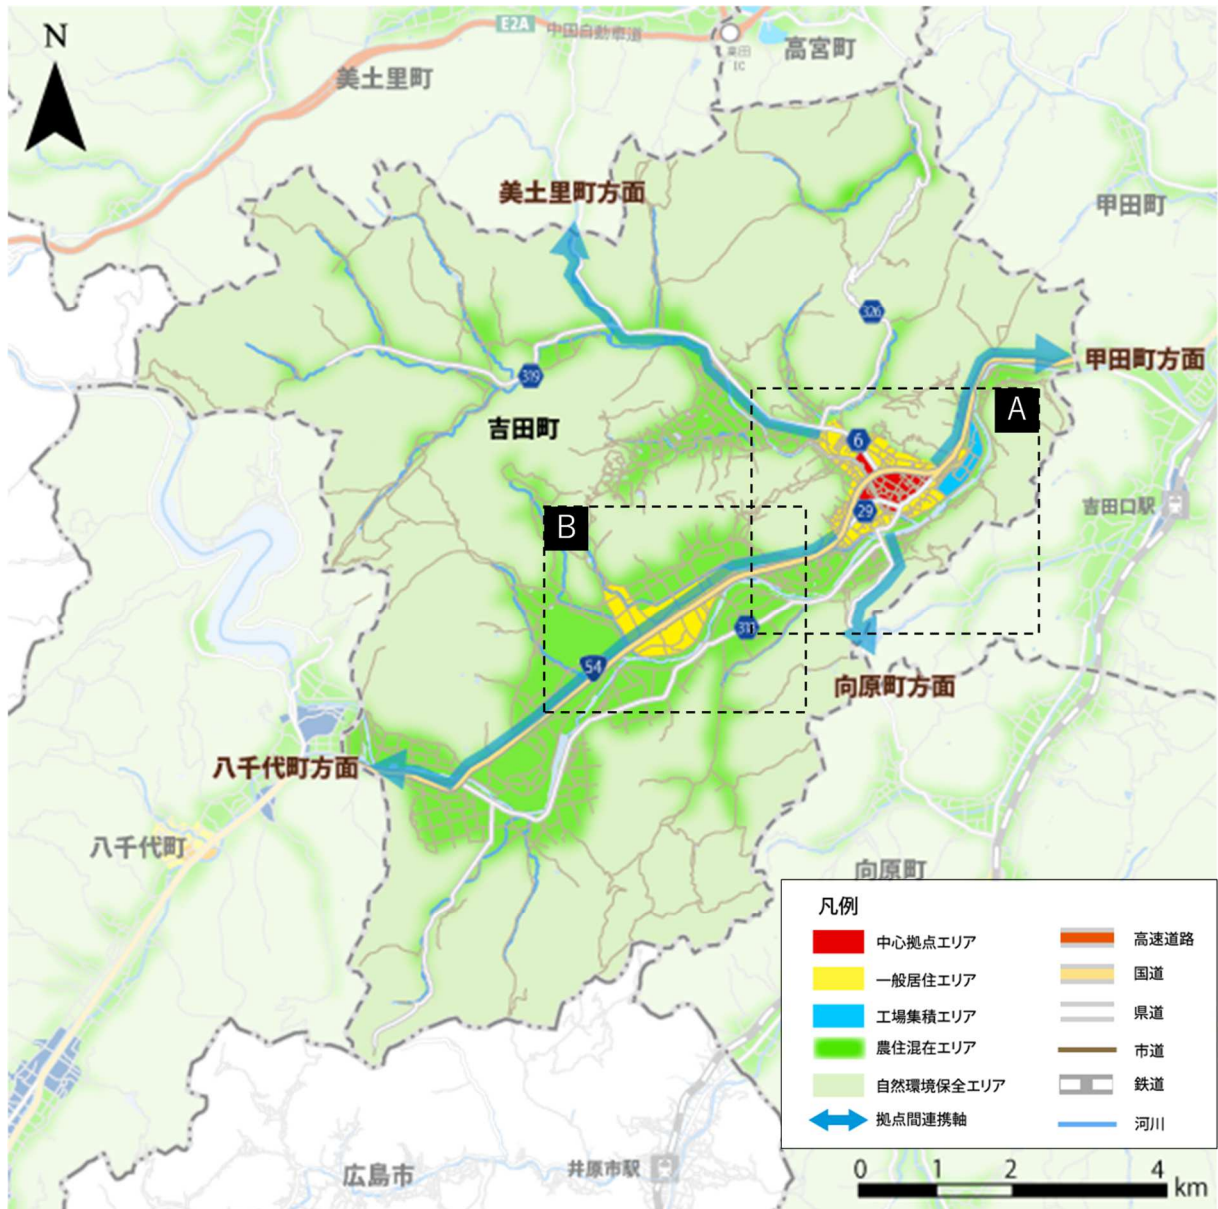 N
E2A
中国自動車道
高田
IC
高宮町
美土里町
美土里町方面
甲田町
326
甲田町方面
319
吉田町
A
6
吉田口駅
29
B
54
向原町方面
八千代町方面
八千代町
向原町
凡例
中心拠点エリア
一般居住エリア
工場集積エリア
農住混在エリア
自然環境保全エリア
拠点間連携軸
高速道路
国道
県道
市道
鉄道
河川
広島市
井原市駅
0 1 2 4 km